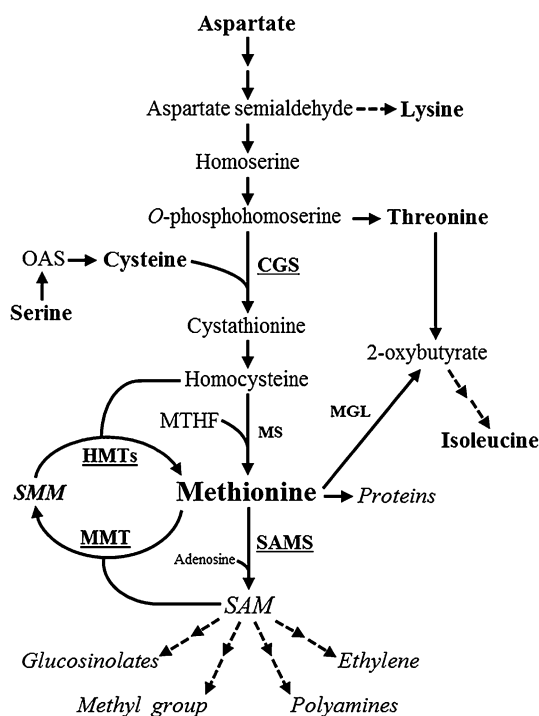 Aspartate
Aspartate semialdehyde
Lysine
Homoserine
O-phosphohomoserine
Threonine
OAS
Cysteine
CGS
Serine
Cystathionine
2-oxybutyrate
Homocysteine
MTHF
MS
MGL
Isoleucine
HMTs
SMM
Methionine
Proteins
MMT
SAMS
Adenosine
SAM
Glucosinolates
Ethylene
Methyl group
Polyamines